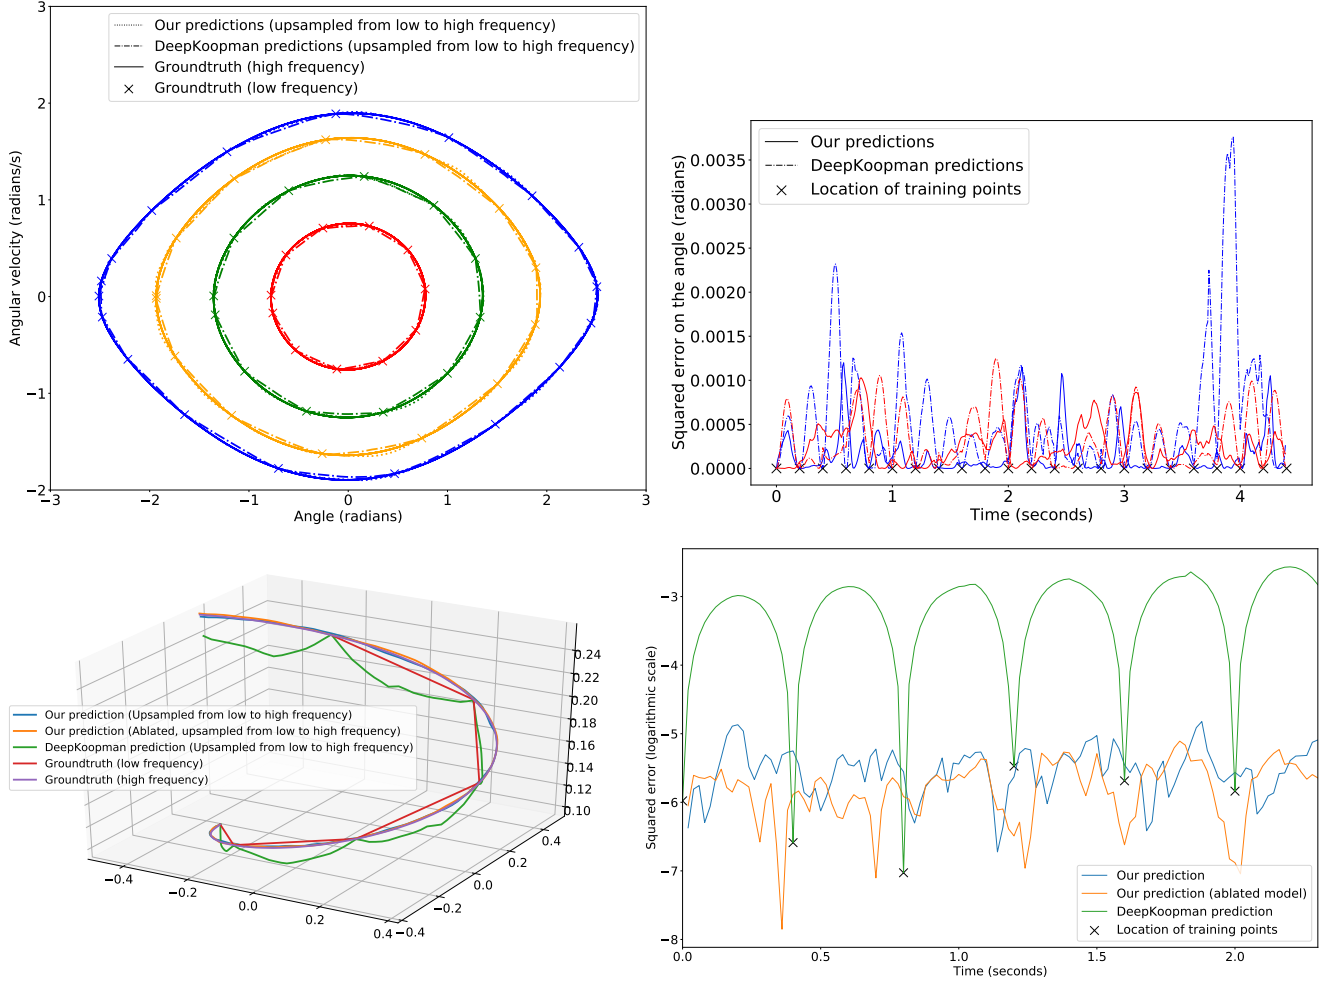 3
2
1
0
−1
−2
−3
−2
−1
0
1
2
3
Angular velocity (radians/s)
Angle (radians)
Our predictions (upsampled from low to high frequency)
DeepKoopman predictions (upsampled from low to high frequency)
Groundtruth (high frequency)
Groundtruth (low frequency)
0.0035
0.0030
0.0025
0.0020
0.0015
0.0010
0.0005
0.0000
0
1
2
3
4
Squared error on the angle (radians)
Time (seconds)
Our predictions
DeepKoopman predictions
Location of training points
Our prediction (Upsampled from low to high frequency)
Our prediction (Ablated, upsampled from low to high frequency)
DeepKoopman prediction (Upsampled from low to high frequency)
Groundtruth (low frequency)
Groundtruth (high frequency)
0.24
0.22
0.20
0.18
0.16
0.14
0.12
0.10
−0.4
−0.2
0.0
0.2
0.4
−0.4
−0.2
0.0
0.2
0.4
−3
−4
−5
−6
−7
−8
0.0
0.5
1.0
1.5
2.0
Squared error (logarithmic scale)
Time (seconds)
Our prediction
Our prediction (ablated model)
DeepKoopman prediction
Location of training points